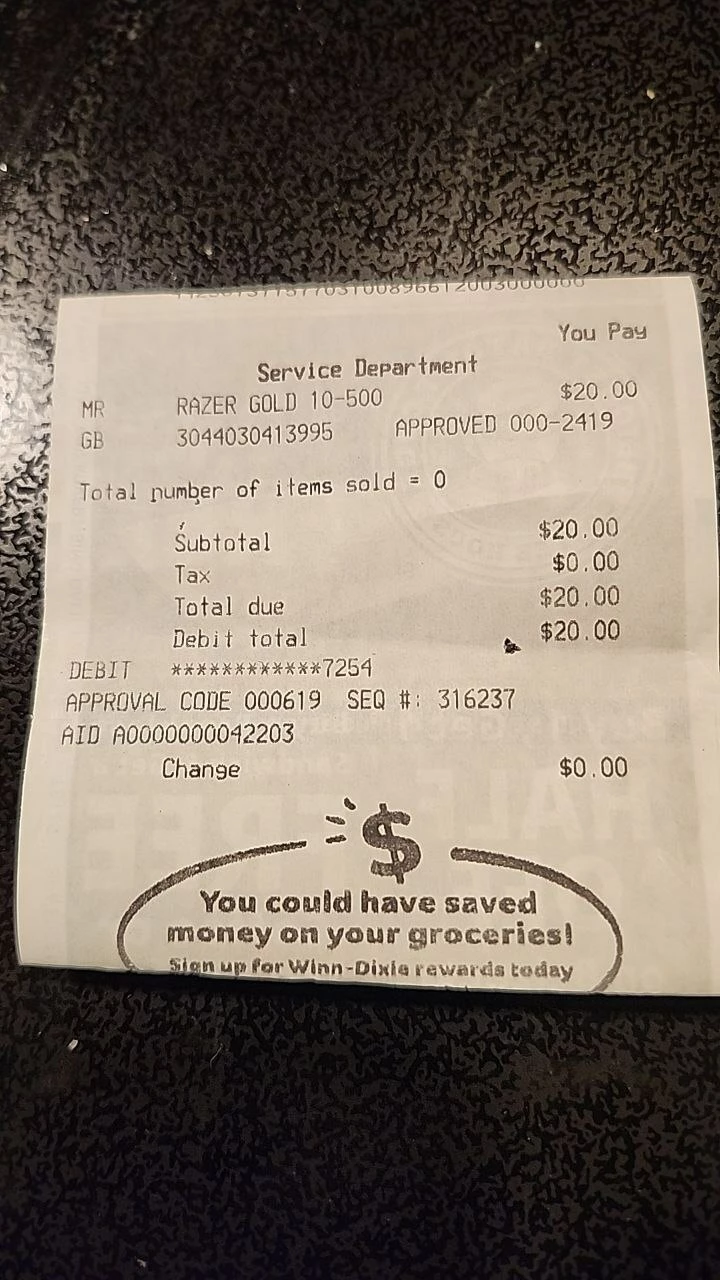 You Pay
Service Department
MR RAZER GOLD 10-500 $20.00
GB 3044030413995 APPROVED 000-2419
Total number of items sold = 0
Subtotal $20.00
Tax $0.00
Total due $20.00
Debit total $20.00
DEBIT ************7254
APPROVAL CODE 000619 SEQ #: 316237
AID A0000000042203
Change $0.00
$
You could have saved
money on your groceries!
Sign up for Winn-Dixie rewards today